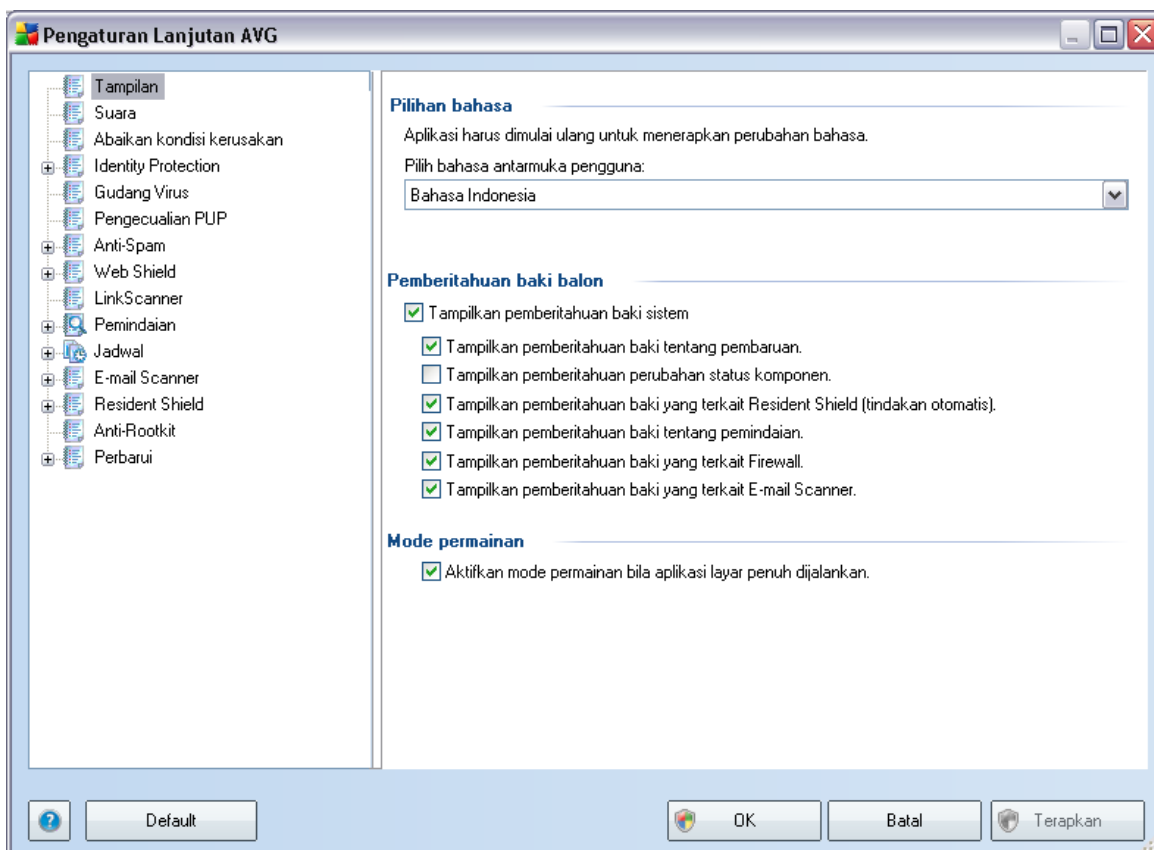 Pengaturan Lanjutan AVG
Tampilan
Suara
Abaikan kondisi kerusakan
Identity Protection
Gudang Virus
Pengecualian PUP
Anti-Spam
Web Shield
LinkScanner
Pemindaian
Jadwal
E-mail Scanner
Resident Shield
Anti-Rootkit
Perbarui
Pilihan bahasa
Aplikasi harus dimulai ulang untuk menerapkan perubahan bahasa.
Pilih bahasa antarmuka pengguna:
Bahasa Indonesia
Pemberitahuan baki balon
Tampilkan pemberitahuan baki sistem
Tampilkan pemberitahuan baki tentang pembaruan.
Tampilkan pemberitahuan perubahan status komponen.
Tampilkan pemberitahuan baki yang terkait Resident Shield (tindakan otomatis).
Tampilkan pemberitahuan baki tentang pemindaian.
Tampilkan pemberitahuan baki yang terkait Firewall.
Tampilkan pemberitahuan baki yang terkait E-mail Scanner.
Mode permainan
Aktifkan mode permainan bila aplikasi layar penuh dijalankan.
? Default OK Batal Terapkan